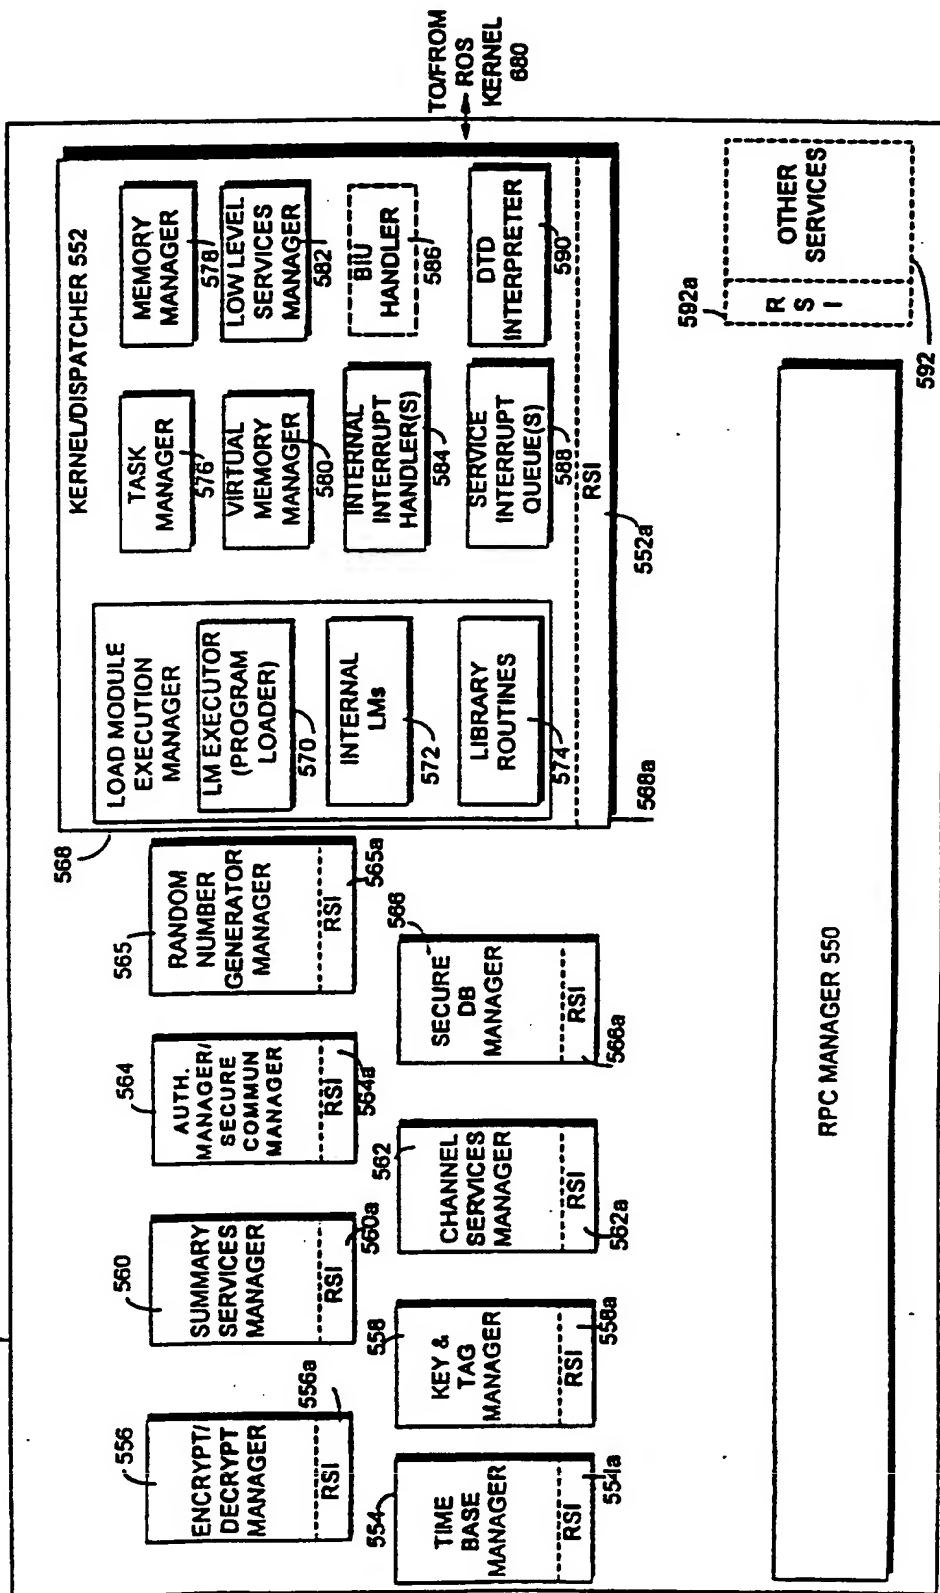 556
ENCRYPT/
DECRYPT
MANAGER
RSI
556a
560
SUMMARY
SERVICES
MANAGER
RSI
560a
564
AUTH.
MANAGER/
SECURE
COMMUN
MANAGER
RSI
564a
565
RANDOM
NUMBER
GENERATOR
MANAGER
RSI
565a
554
TIME
BASE
MANAGER
RSI
554a
558
KEY &
TAG
MANAGER
RSI
558a
562
CHANNEL
SERVICES
MANAGER
RSI
562a
566
SECURE
DB
MANAGER
RSI
566a
568
KERNEL/DISPATCHER 552
LOAD MODULE
EXECUTION
MANAGER
LM EXECUTOR
(PROGRAM
LOADER)
570
INTERNAL
LMs
572
LIBRARY
ROUTINES
574
TASK
MANAGER
576
MEMORY
MANAGER
578
VIRTUAL
MEMORY
MANAGER
580
LOW LEVEL
SERVICES
MANAGER
582
INTERNAL
INTERRUPT
HANDLER(S)
584
BIU
HANDLER
586
SERVICE
INTERRUPT
QUEUE(S)
588
DTD
INTERPRETER
590
RSI
568a
552a
TO/FROM
ROS
KERNEL
680
RPC MANAGER 550
592a
R
S
I
OTHER
SERVICES
592